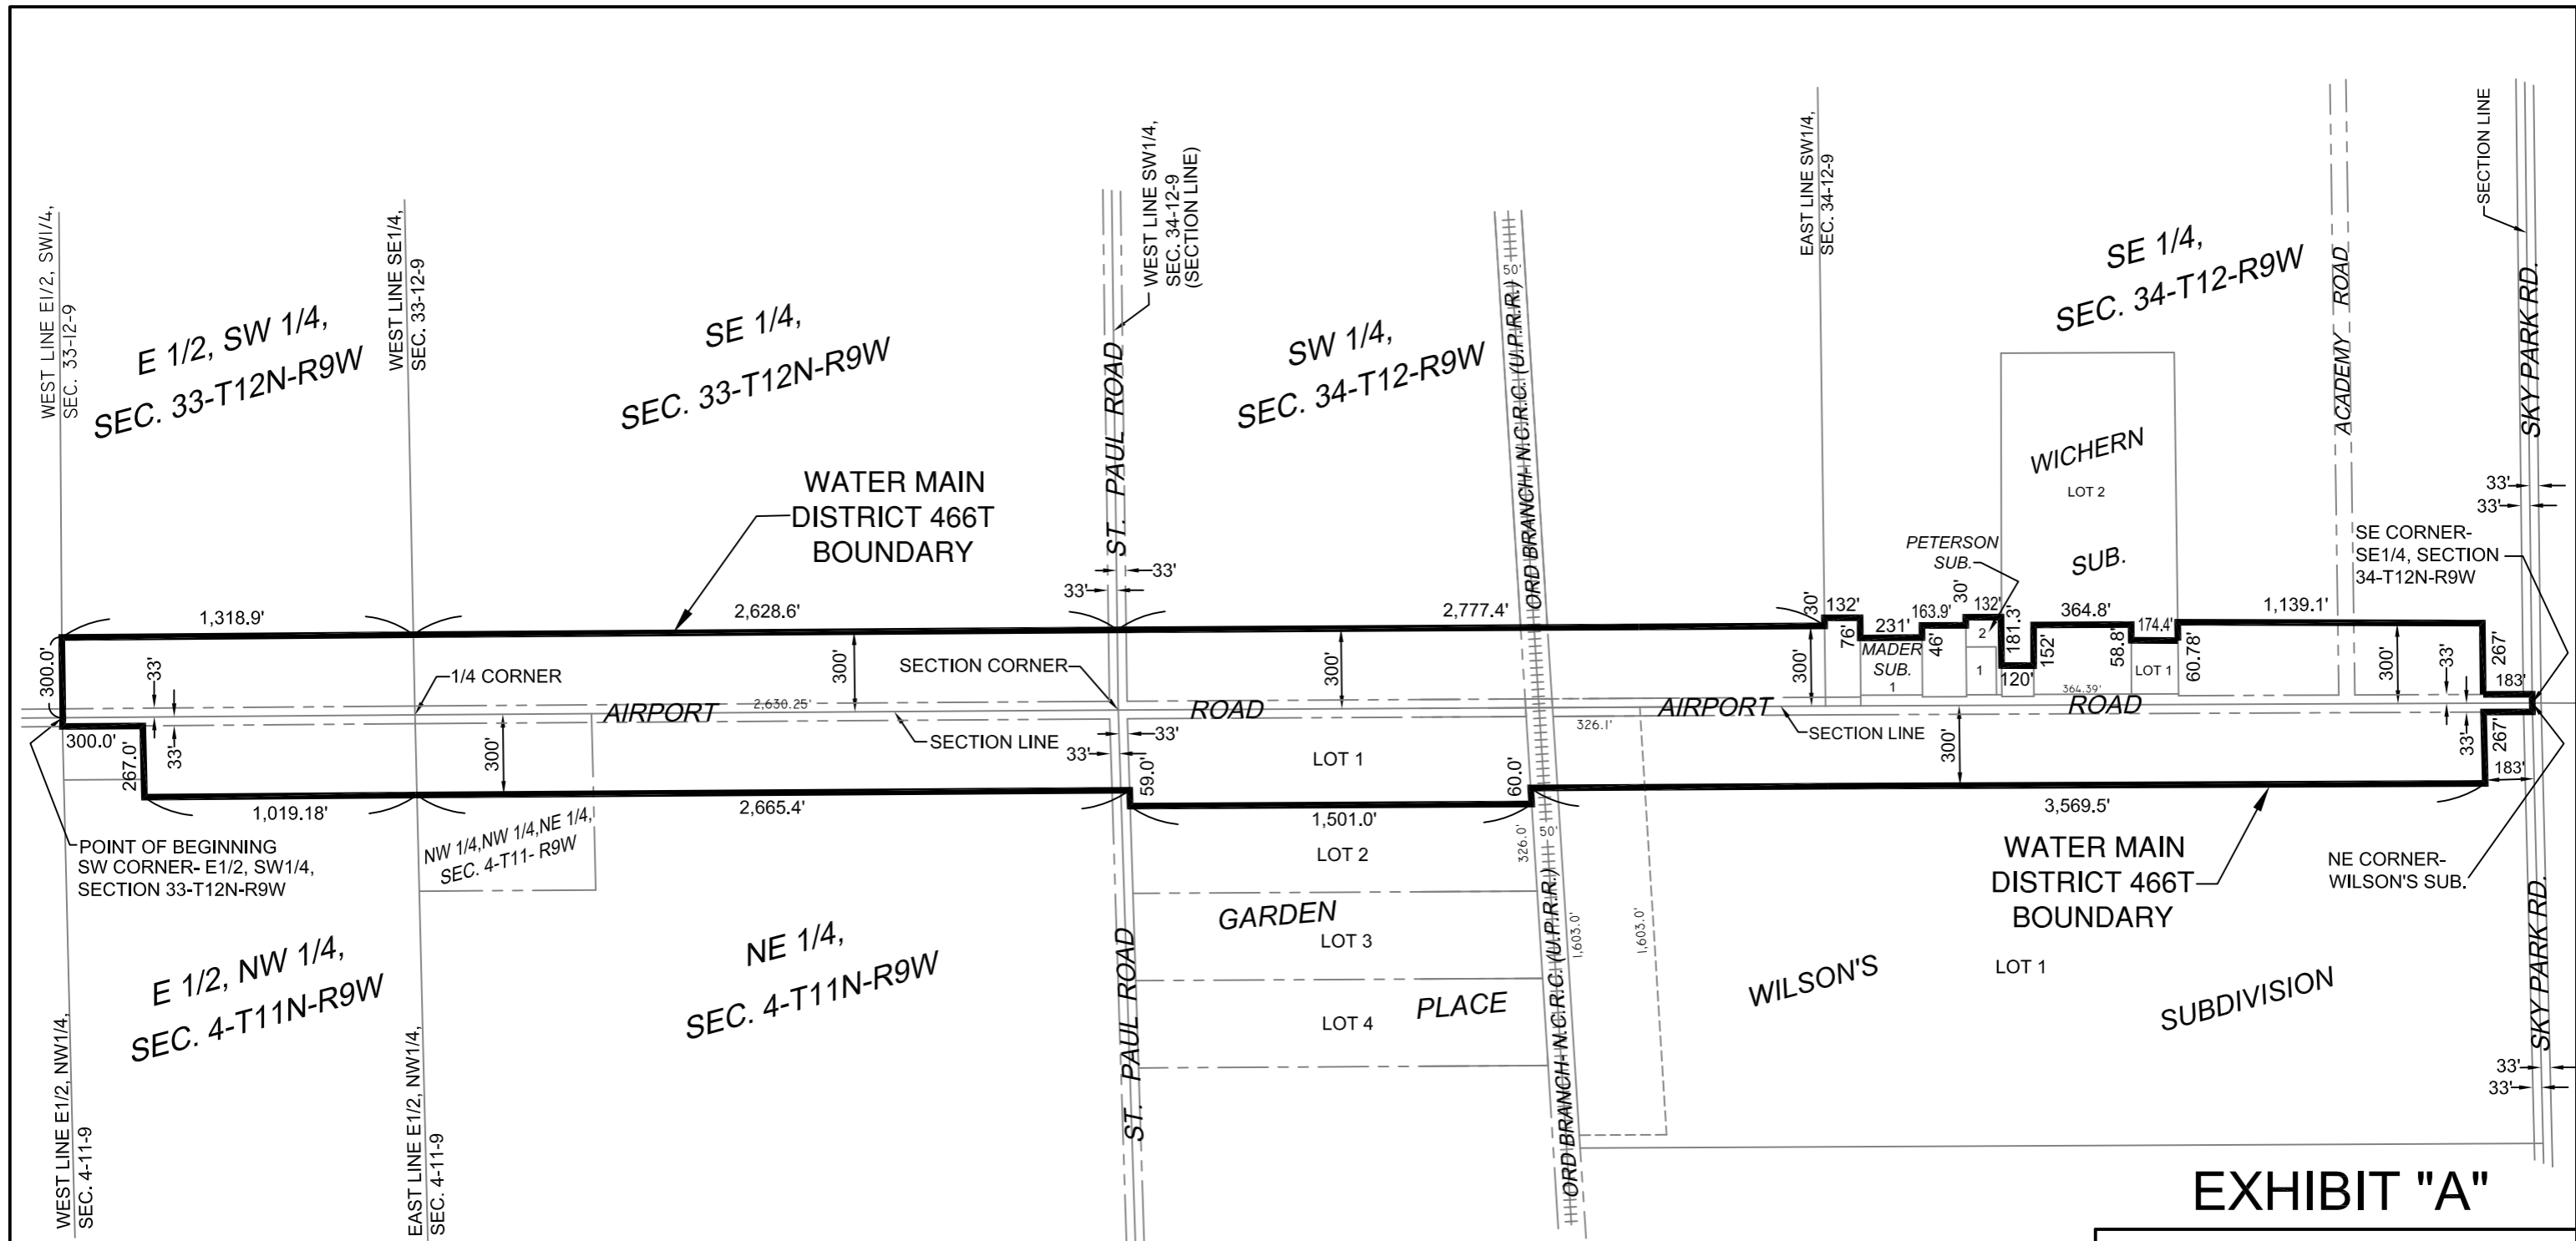 WEST LINE E1/2, SW1/4,
SEC. 33-12-9
E 1/2, SW 1/4,
SEC. 33-T12N-R9W
WEST LINE SE1/4,
SEC. 33-12-9
SE 1/4,
SEC. 33-T12N-R9W
ST. PAUL ROAD
WEST LINE SW1/4,
SEC. 34-12-9
(SECTION LINE)
SW 1/4,
SEC. 34-T12-R9W
50'
ORD BRANCH- N.C.R.C. (U.P.R.R.)
EAST LINE SW1/4,
SEC. 34-12-9
SE 1/4,
SEC. 34-T12-R9W
ACADEMY ROAD
SECTION LINE
SKY PARK RD.
WATER MAIN
DISTRICT 466T
BOUNDARY
WICHERN
LOT 2
SUB.
PETERSON
SUB.
33'
33'
SE CORNER-
SE1/4, SECTION
34-T12N-R9W
33'
33'
1,318.9'
2,628.6'
2,777.4'
30'
132'
76'
231'
163.9'
46'
30'
132'
181.3'
120'
152'
364.8'
58.8'
174.4'
60.78'
1,139.1'
267'
183'
300.0'
33'
33'
1/4 CORNER
300'
SECTION CORNER
300'
300'
MADER
SUB.
1
2
1
364.39'
LOT 1
300'
33'
AIRPORT
2,630.25'
ROAD
AIRPORT
ROAD
300.0'
267.0'
300'
SECTION LINE
33'
33'
59.0'
LOT 1
60.0'
326.1'
SECTION LINE
300'
33'
267'
183'
1,019.18'
2,665.4'
1,501.0'
3,569.5'
POINT OF BEGINNING
SW CORNER- E1/2, SW1/4,
SECTION 33-T12N-R9W
NW 1/4,NW 1/4,NE 1/4,
SEC. 4-T11- R9W
LOT 2
326.0'
50'
WATER MAIN
DISTRICT 466T
BOUNDARY
NE CORNER-
WILSON'S SUB.
E 1/2, NW 1/4,
SEC. 4-T11N-R9W
NE 1/4,
SEC. 4-T11N-R9W
GARDEN
LOT 3
PLACE
LOT 4
1,603.0'
1,603.0'
WILSON'S
LOT 1
SUBDIVISION
WEST LINE E1/2, NW1/4,
SEC. 4-11-9
EAST LINE E1/2, NW1/4,
SEC. 4-11-9
ST. PAUL ROAD
ORD BRANCH- N.C.R.C. (U.P.R.R.)
SKY PARK RD.
33'
33'
EXHIBIT "A"